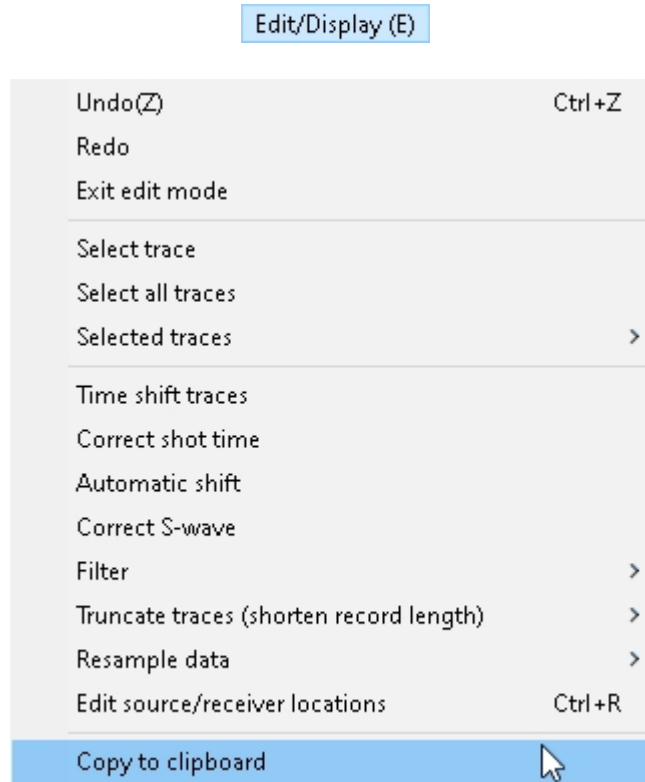 Edit/Display (E)
Undo(Z) Ctrl+Z
Redo
Exit edit mode
Select trace
Select all traces
Selected traces >
Time shift traces
Correct shot time
Automatic shift
Correct S-wave
Filter >
Truncate traces (shorten record length) >
Resample data >
Edit source/receiver locations Ctrl+R
Copy to clipboard